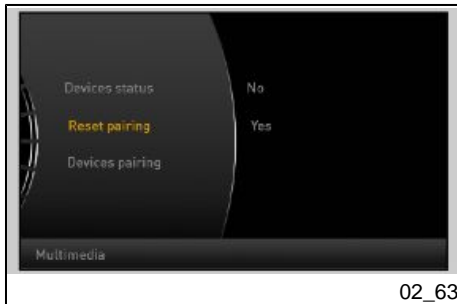 Devices status No
Reset pairing Yes
Devices pairing
Multimedia
02_63